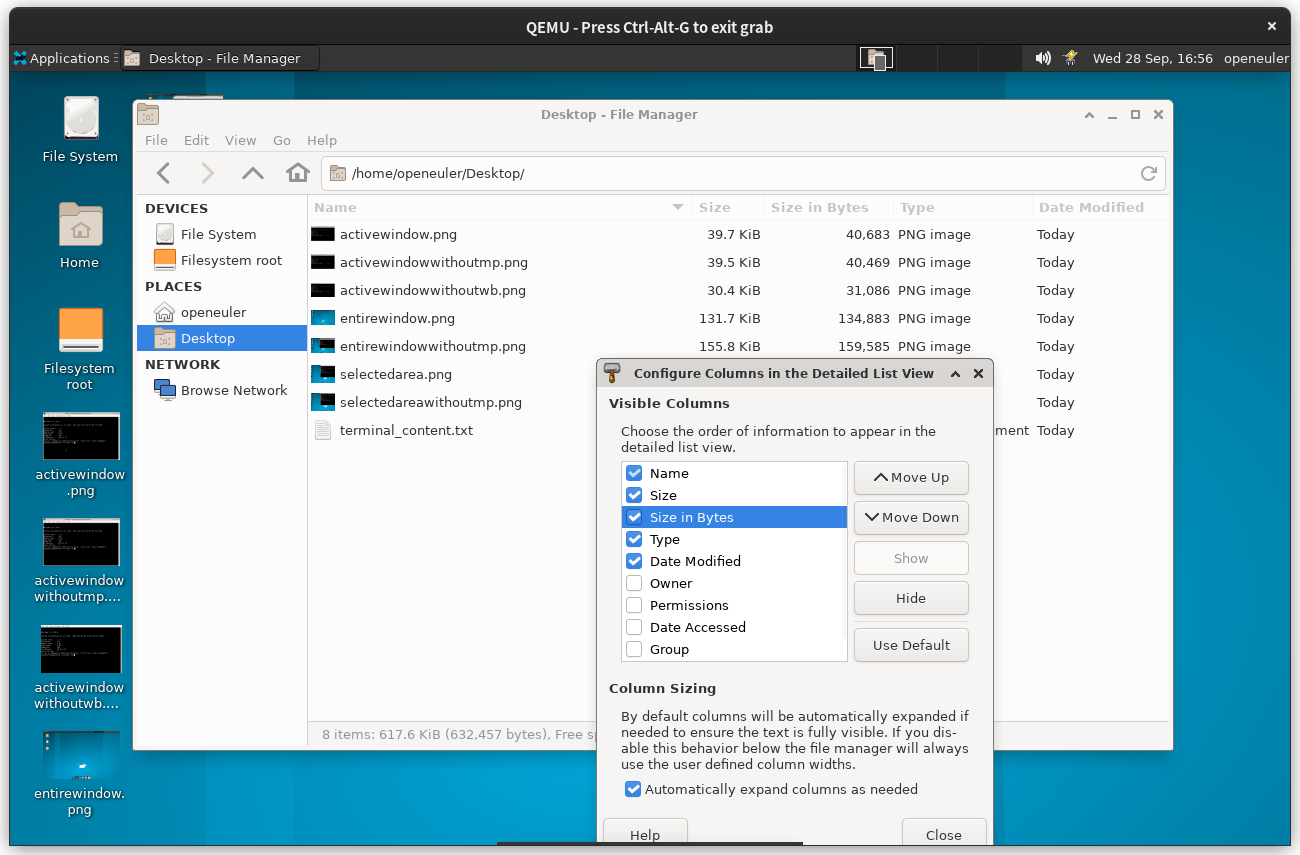 QEMU - Press Ctrl-Alt-G to exit grab
Applications
Desktop - File Manager
Wed 28 Sep, 16:56
openeuler
File System
Home
Filesystem
root
activewindow
.png
activewindow
withoutmp....
activewindow
withoutwb....
entirewindow.
png
Desktop - File Manager
File Edit View Go Help
/home/openeuler/Desktop/
DEVICES
File System
Filesystem root
PLACES
openeuler
Desktop
NETWORK
Browse Network
Name Size Size in Bytes Type Date Modified
activewindow.png 39.7 KiB 40,683 PNG image Today
activewindowwithoutmp.png 39.5 KiB 40,469 PNG image Today
activewindowwithoutwb.png 30.4 KiB 31,086 PNG image Today
entirewindow.png 131.7 KiB 134,883 PNG image Today
entirewindowwithoutmp.png 155.8 KiB 159,585 PNG image Today
selectedarea.png Today
selectedareawithoutmp.png Today
terminal_content.txt ment Today
8 items: 617.6 KiB (632,457 bytes), Free sp
Configure Columns in the Detailed List View
Visible Columns
Choose the order of information to appear in the
detailed list view.
Name
Size
Size in Bytes
Type
Date Modified
Owner
Permissions
Date Accessed
Group
Move Up
Move Down
Show
Hide
Use Default
Column Sizing
By default columns will be automatically expanded if
needed to ensure the text is fully visible. If you dis-
able this behavior below the file manager will always
use the user defined column widths.
Automatically expand columns as needed
Help
Close